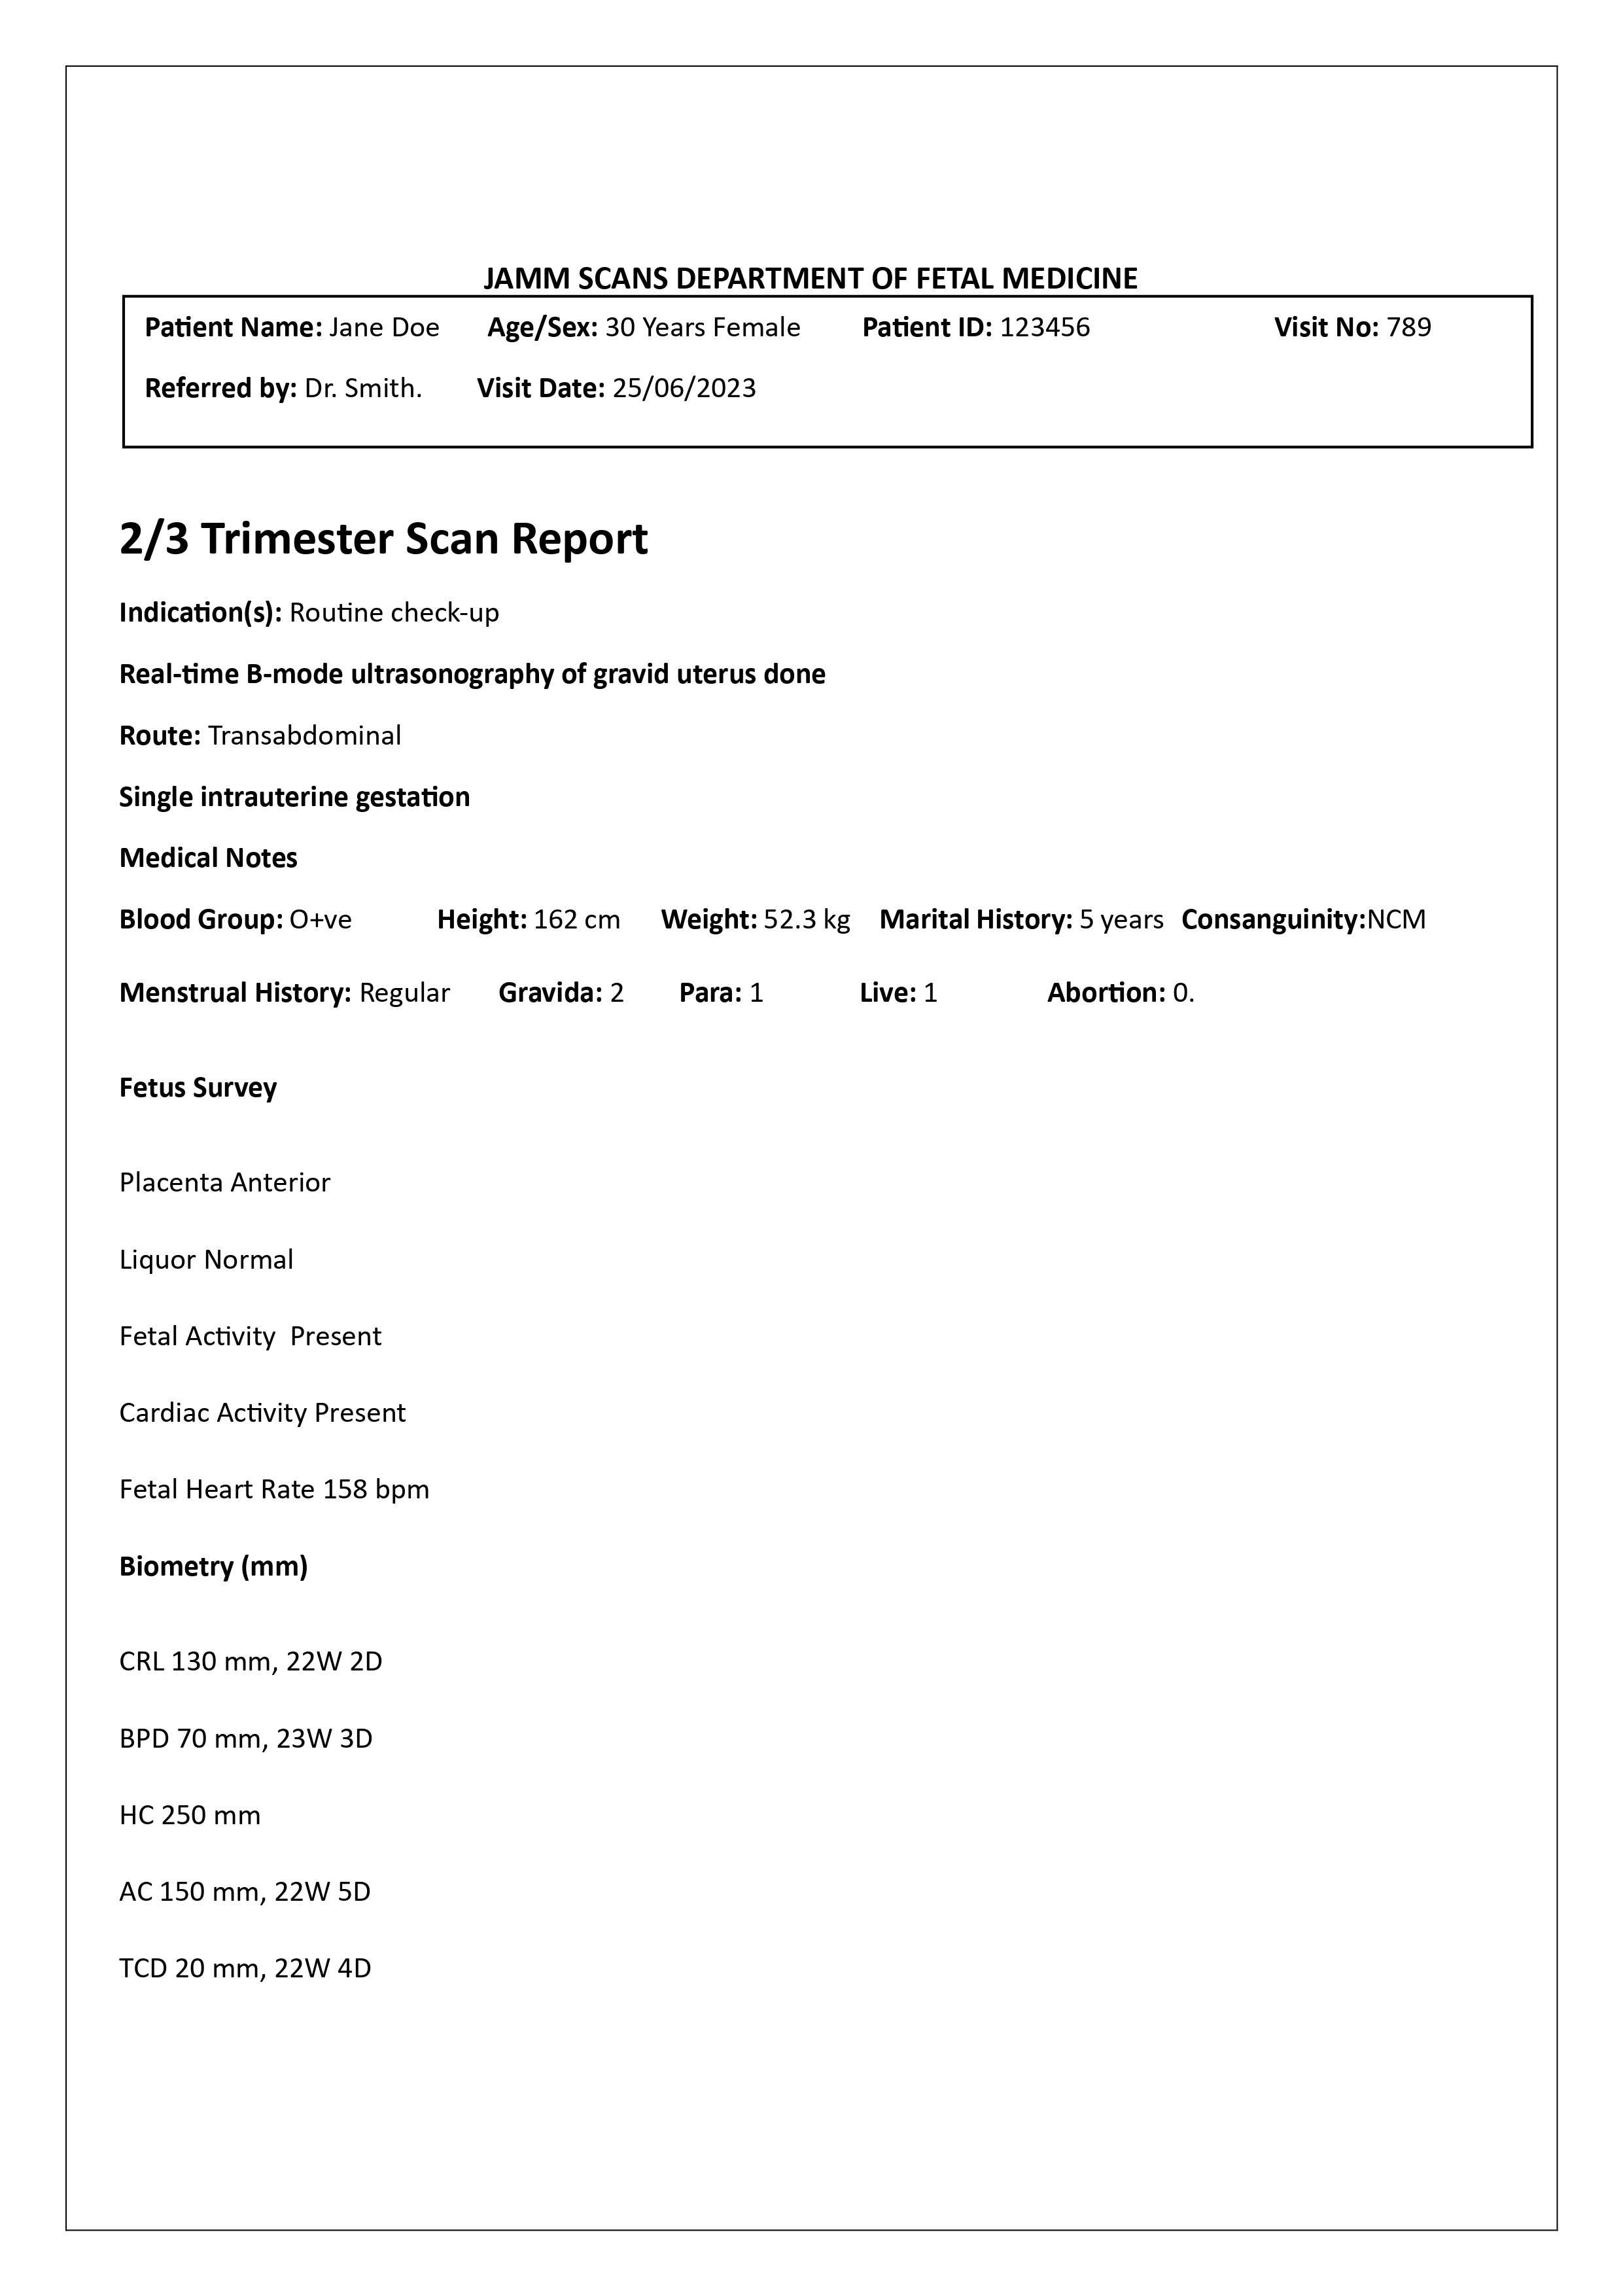 JAMM SCANS DEPARTMENT OF FETAL MEDICINE
Patient Name: Jane Doe Age/Sex: 30 Years Female Patient ID: 123456 Visit No: 789
Referred by: Dr. Smith. Visit Date: 25/06/2023
2/3 Trimester Scan Report
Indication(s): Routine check-up
Real-time B-mode ultrasonography of gravid uterus done
Route: Transabdominal
Single intrauterine gestation
Medical Notes
Blood Group: O+ve Height: 162 cm Weight: 52.3 kg Marital History: 5 years Consanguinity:NCM
Menstrual History: Regular Gravida: 2 Para: 1 Live: 1 Abortion: 0.
Fetus Survey
Placenta Anterior
Liquor Normal
Fetal Activity  Present
Cardiac Activity Present
Fetal Heart Rate 158 bpm
Biometry (mm)
CRL 130 mm, 22W 2D
BPD 70 mm, 23W 3D
HC 250 mm
AC 150 mm, 22W 5D
TCD 20 mm, 22W 4D